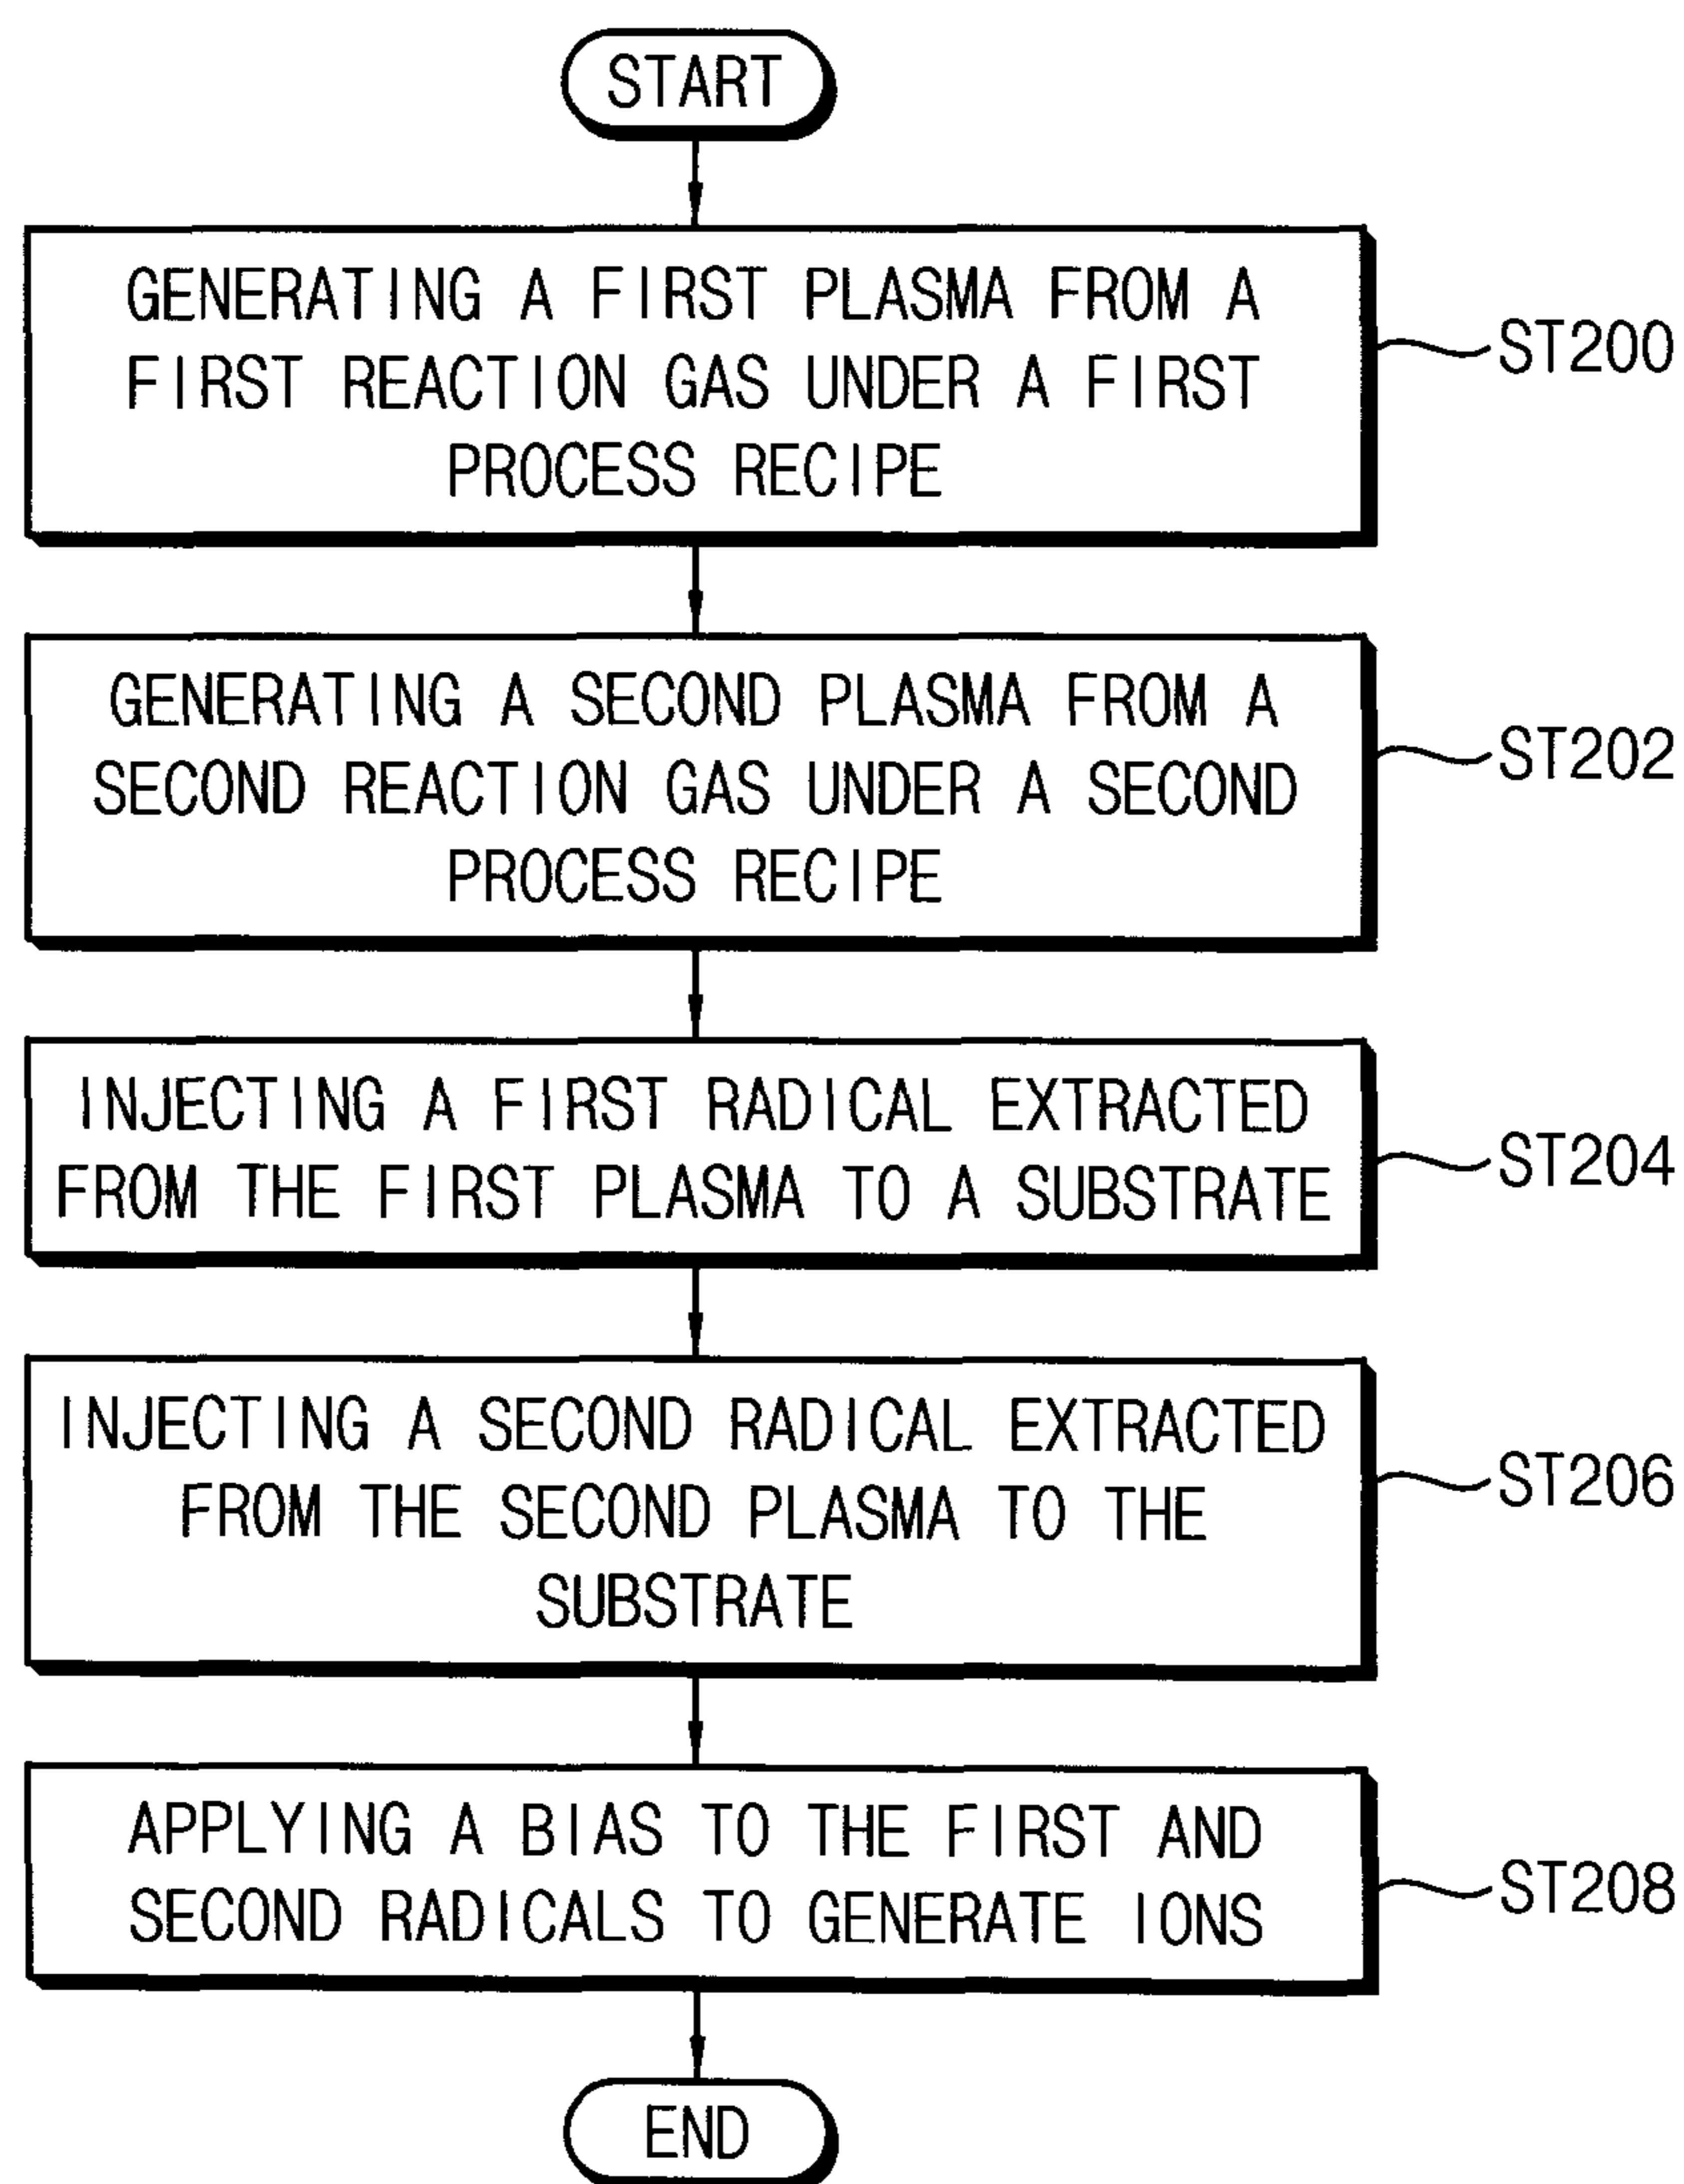 START
GENERATING A FIRST PLASMA FROM A
FIRST REACTION GAS UNDER A FIRST
PROCESS RECIPE
ST200
GENERATING A SECOND PLASMA FROM A
SECOND REACTION GAS UNDER A SECOND
PROCESS RECIPE
ST202
INJECTING A FIRST RADICAL EXTRACTED
FROM THE FIRST PLASMA TO A SUBSTRATE
ST204
INJECTING A SECOND RADICAL EXTRACTED
FROM THE SECOND PLASMA TO THE
SUBSTRATE
ST206
APPLYING A BIAS TO THE FIRST AND
SECOND RADICALS TO GENERATE IONS
ST208
END